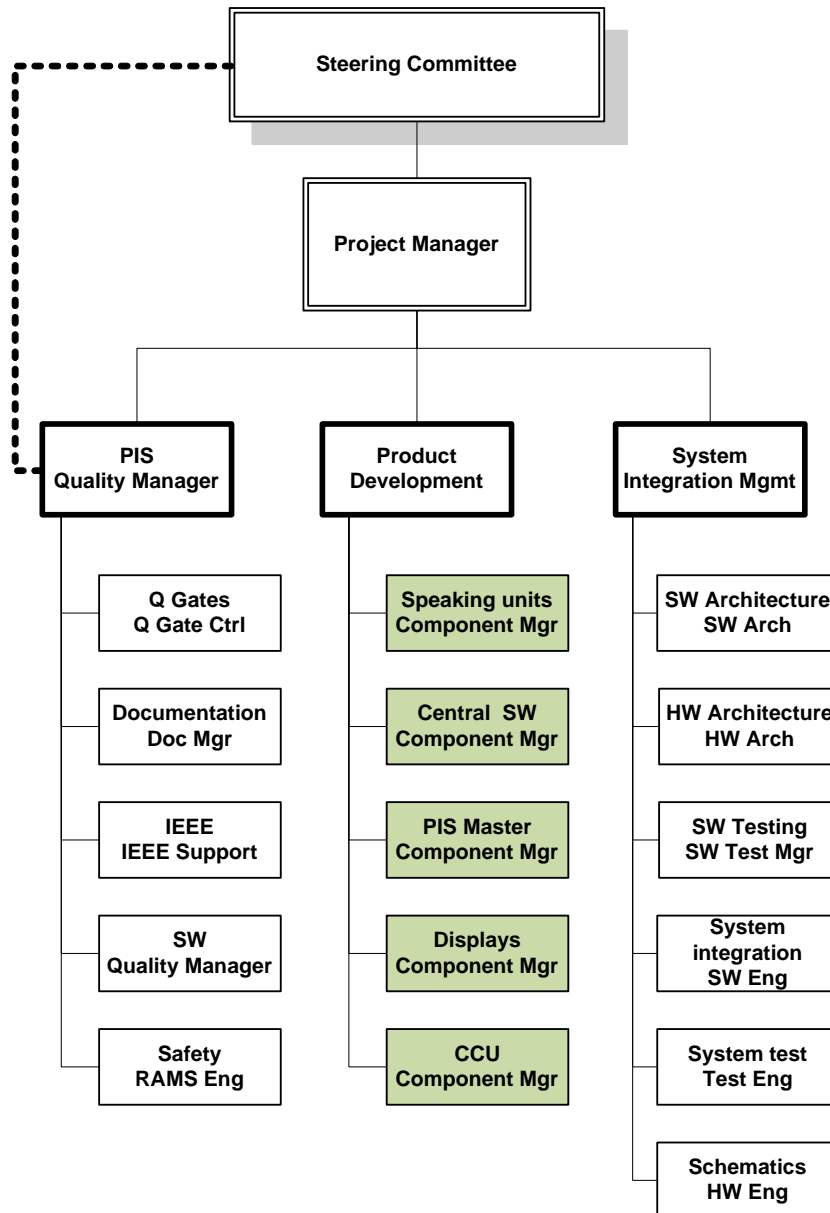 Steering Committee
Project Manager
PIS
Quality Manager
Product
Development
System
Integration Mgmt
Q Gates
Q Gate Ctrl
Documentation
Doc Mgr
IEEE
IEEE Support
SW
Quality Manager
Safety
RAMS Eng
Speaking units
Component Mgr
Central SW
Component Mgr
PIS Master
Component Mgr
Displays
Component Mgr
CCU
Component Mgr
SW Architecture
SW Arch
HW Architecture
HW Arch
SW Testing
SW Test Mgr
System
integration
SW Eng
System test
Test Eng
Schematics
HW Eng